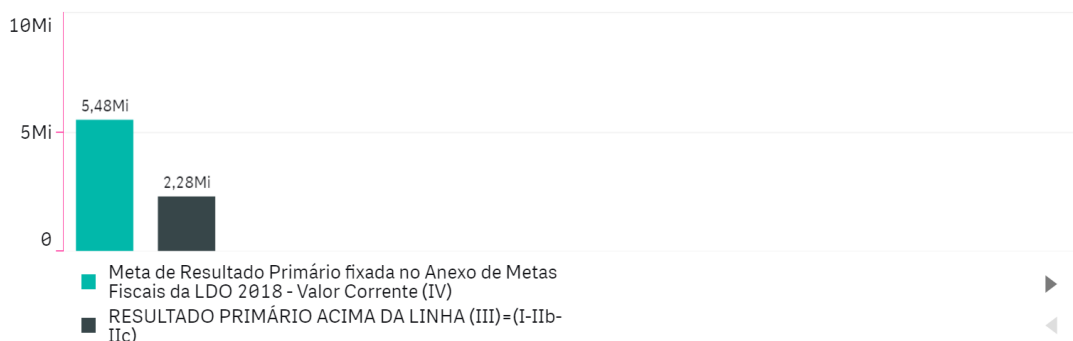 10Mi
5,48Mi
5Mi
2,28Mi
0
Meta de Resultado Primário fixada no Anexo de Metas
Fiscais da LDO 2018 - Valor Corrente (IV)
RESULTADO PRIMÁRIO ACIMA DA LINHA (III)=(I-IIb-
IIc)